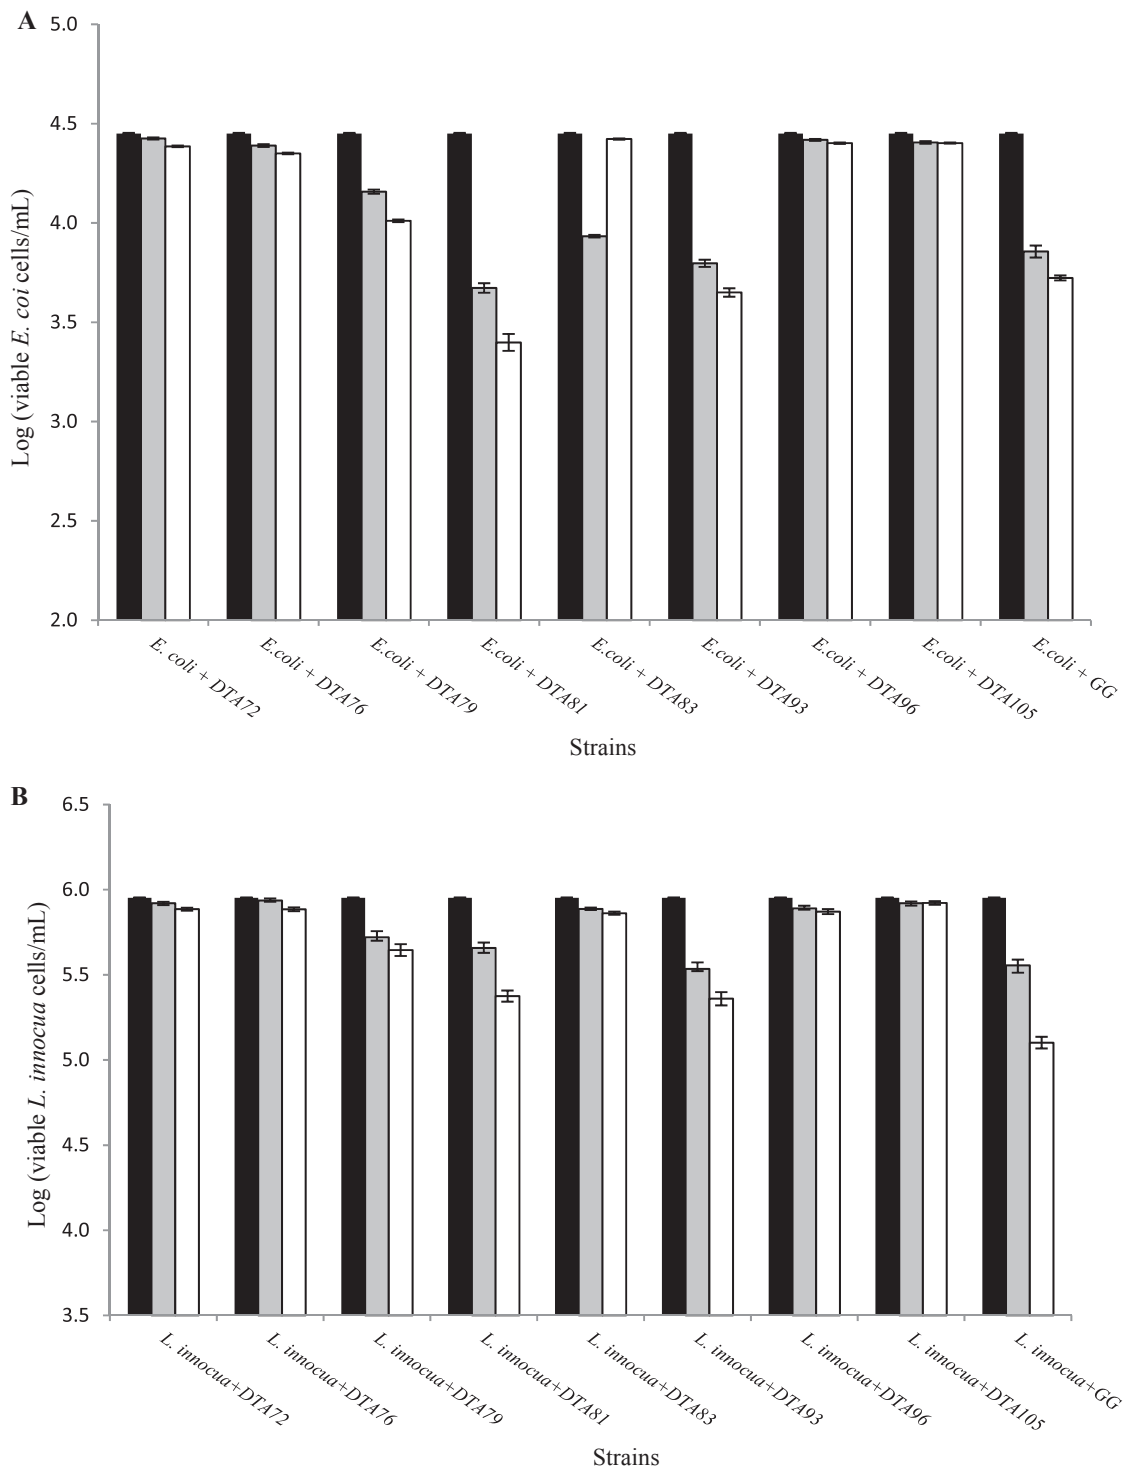 A
5.0
4.5
4.0
3.5
3.0
2.5
2.0
Log (viable E. coi cells/mL)
E. coli + DTA72
E.coli + DTA76
E.coli + DTA79
E.coli + DTA81
E.coli + DTA83
E.coli + DTA93
E.coli + DTA96
E.coli + DTA105
E.coli + GG
Strains
B
6.5
6.0
5.5
5.0
4.5
4.0
3.5
Log (viable L. innocua cells/mL)
L. innocua+DTA72
L. innocua+DTA76
L. innocua+DTA79
L. innocua+DTA81
L. innocua+DTA83
L. innocua+DTA93
L. innocua+DTA96
L. innocua+DTA105
L. innocua+GG
Strains